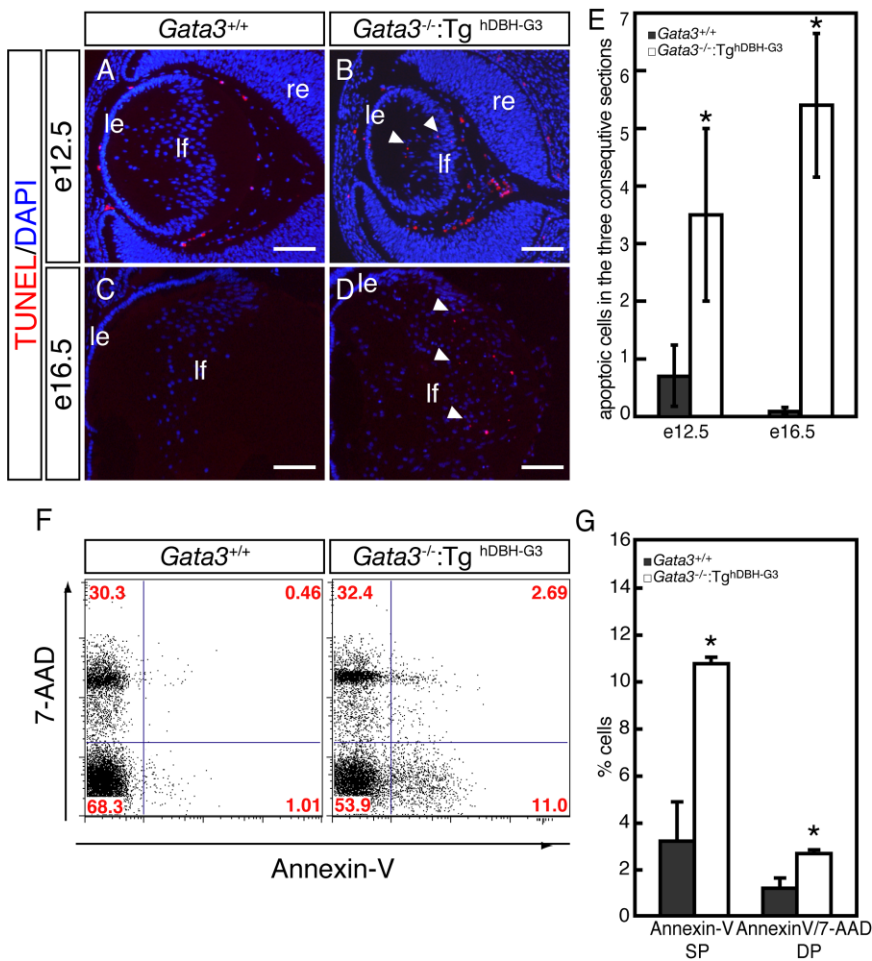 Gata3+/+
Gata3-/-:Tg hDBH-G3
TUNEL/DAPI
e12.5
e16.5
A
le
lf
B
le
re
lf
re
C
le
lf
D
le
lf
E
Gata3+/+
Gata3-/-:TghDBH-G3
apoptoic cells in the three consequtive sections
7
6
5
4
3
2
1
0
*
*
e12.5
e16.5
F
Gata3+/+
Gata3-/-:Tg hDBH-G3
7-AAD
30.3
0.46
68.3
1.01
32.4
2.69
53.9
11.0
Annexin-V
G
Gata3+/+
Gata3-/-:TghDBH-G3
% cells
16
14
12
10
8
6
4
2
0
*
*
Annexin-V
SP
AnnexinV/7-AAD
DP